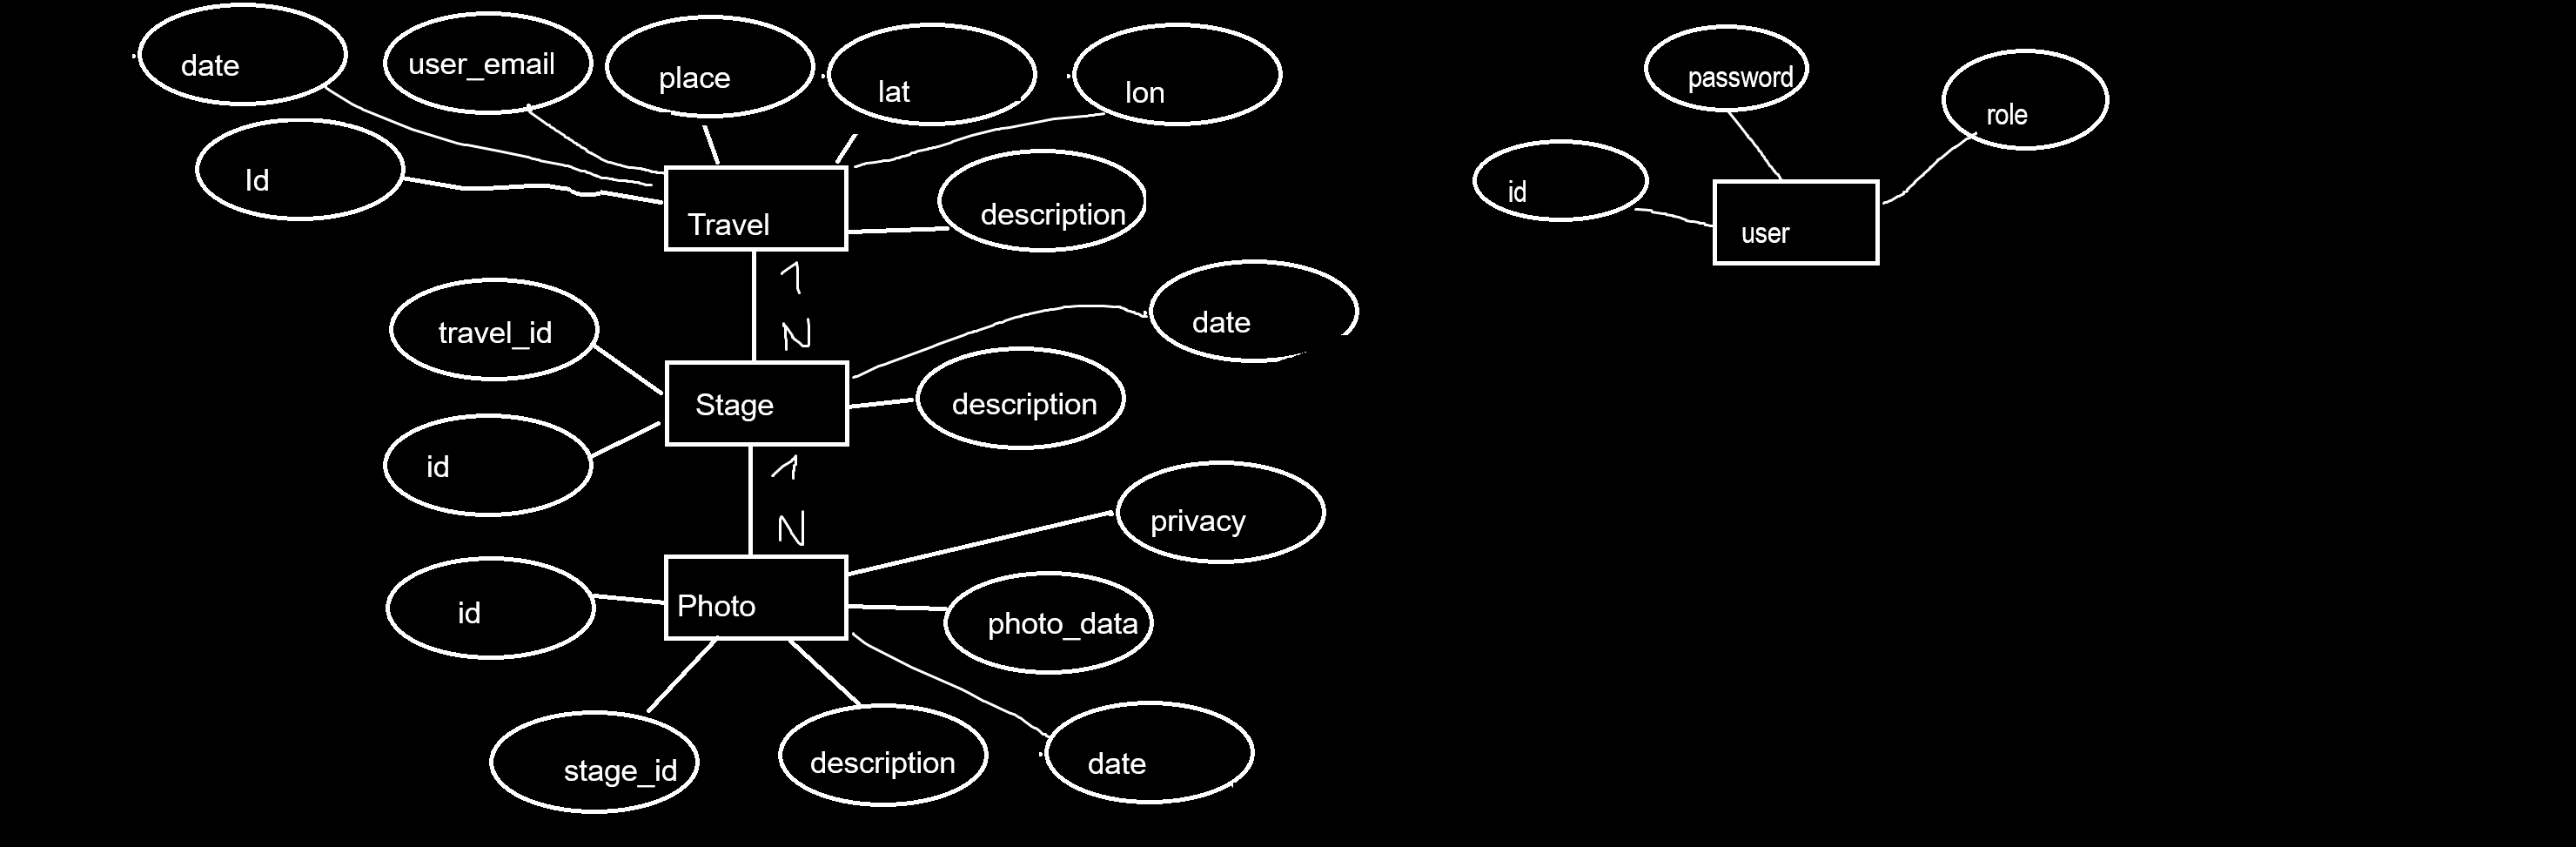 date
user_email
place
lat
lon
Id
Travel
description
1
N
travel_id
date
Stage
description
id
1
N
privacy
id
Photo
photo_data
stage_id
description
date
password
role
id
user